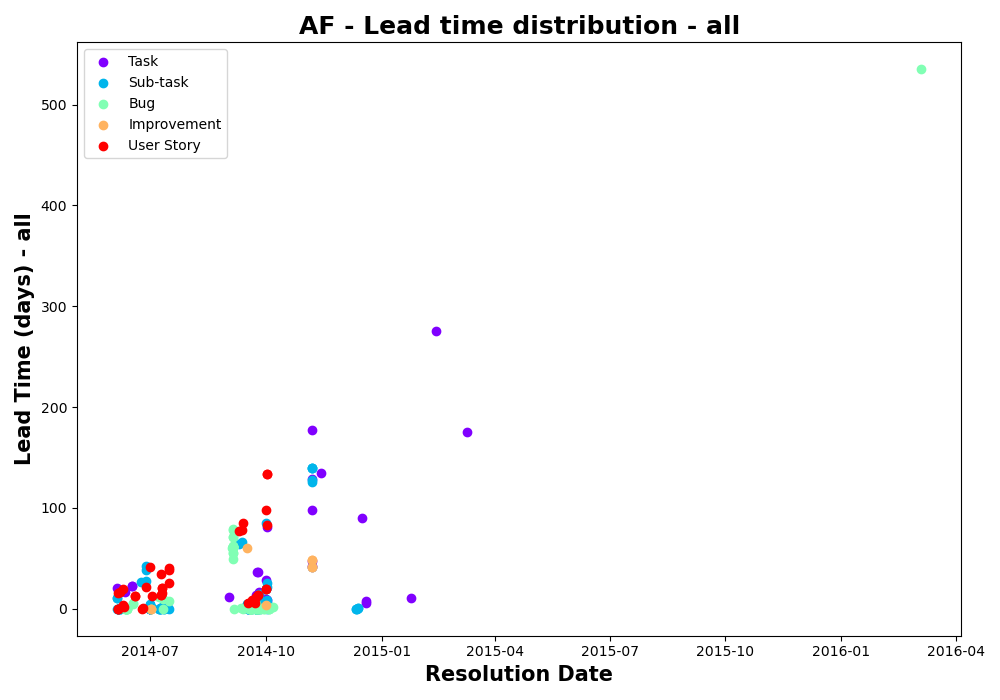 AF - Lead time distribution - all
Task
Sub-task
Bug
Improvement
User Story
Lead Time (days) - all
500
400
300
200
100
0
2014-07 2014-10 2015-01 2015-04 2015-07 2015-10 2016-01 2016-04
Resolution Date